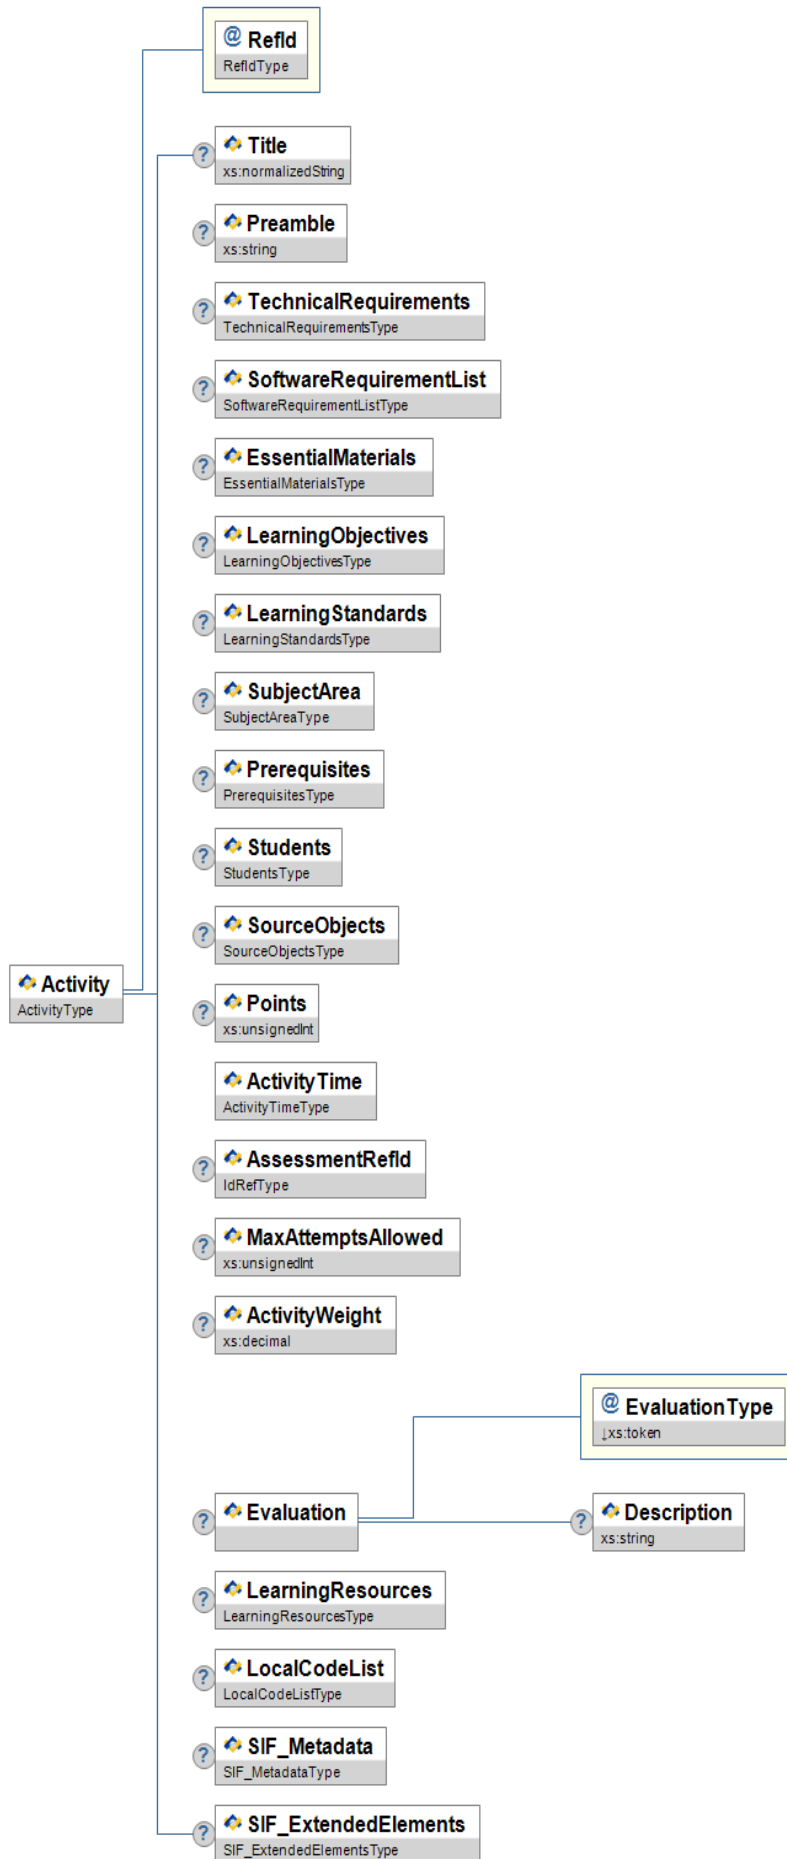 @ RefId
RefIdType
? Title
xs:normalizedString
? Preamble
xs:string
? TechnicalRequirements
TechnicalRequirementsType
? SoftwareRequirementList
SoftwareRequirementListType
? EssentialMaterials
EssentialMaterialsType
? LearningObjectives
LearningObjectivesType
? LearningStandards
LearningStandardsType
? SubjectArea
SubjectAreaType
? Prerequisites
PrerequisitesType
? Students
StudentsType
? SourceObjects
SourceObjectsType
Activity
ActivityType
? Points
xs:unsignedInt
ActivityTime
ActivityTimeType
? AssessmentRefId
IdRefType
? MaxAttemptsAllowed
xs:unsignedInt
? ActivityWeight
xs:decimal
@ EvaluationType
↓xs:token
? Evaluation
? Description
xs:string
? LearningResources
LearningResourcesType
? LocalCodeList
LocalCodeListType
? SIF_Metadata
SIF_MetadataType
? SIF_ExtendedElements
SIF_ExtendedElementsType